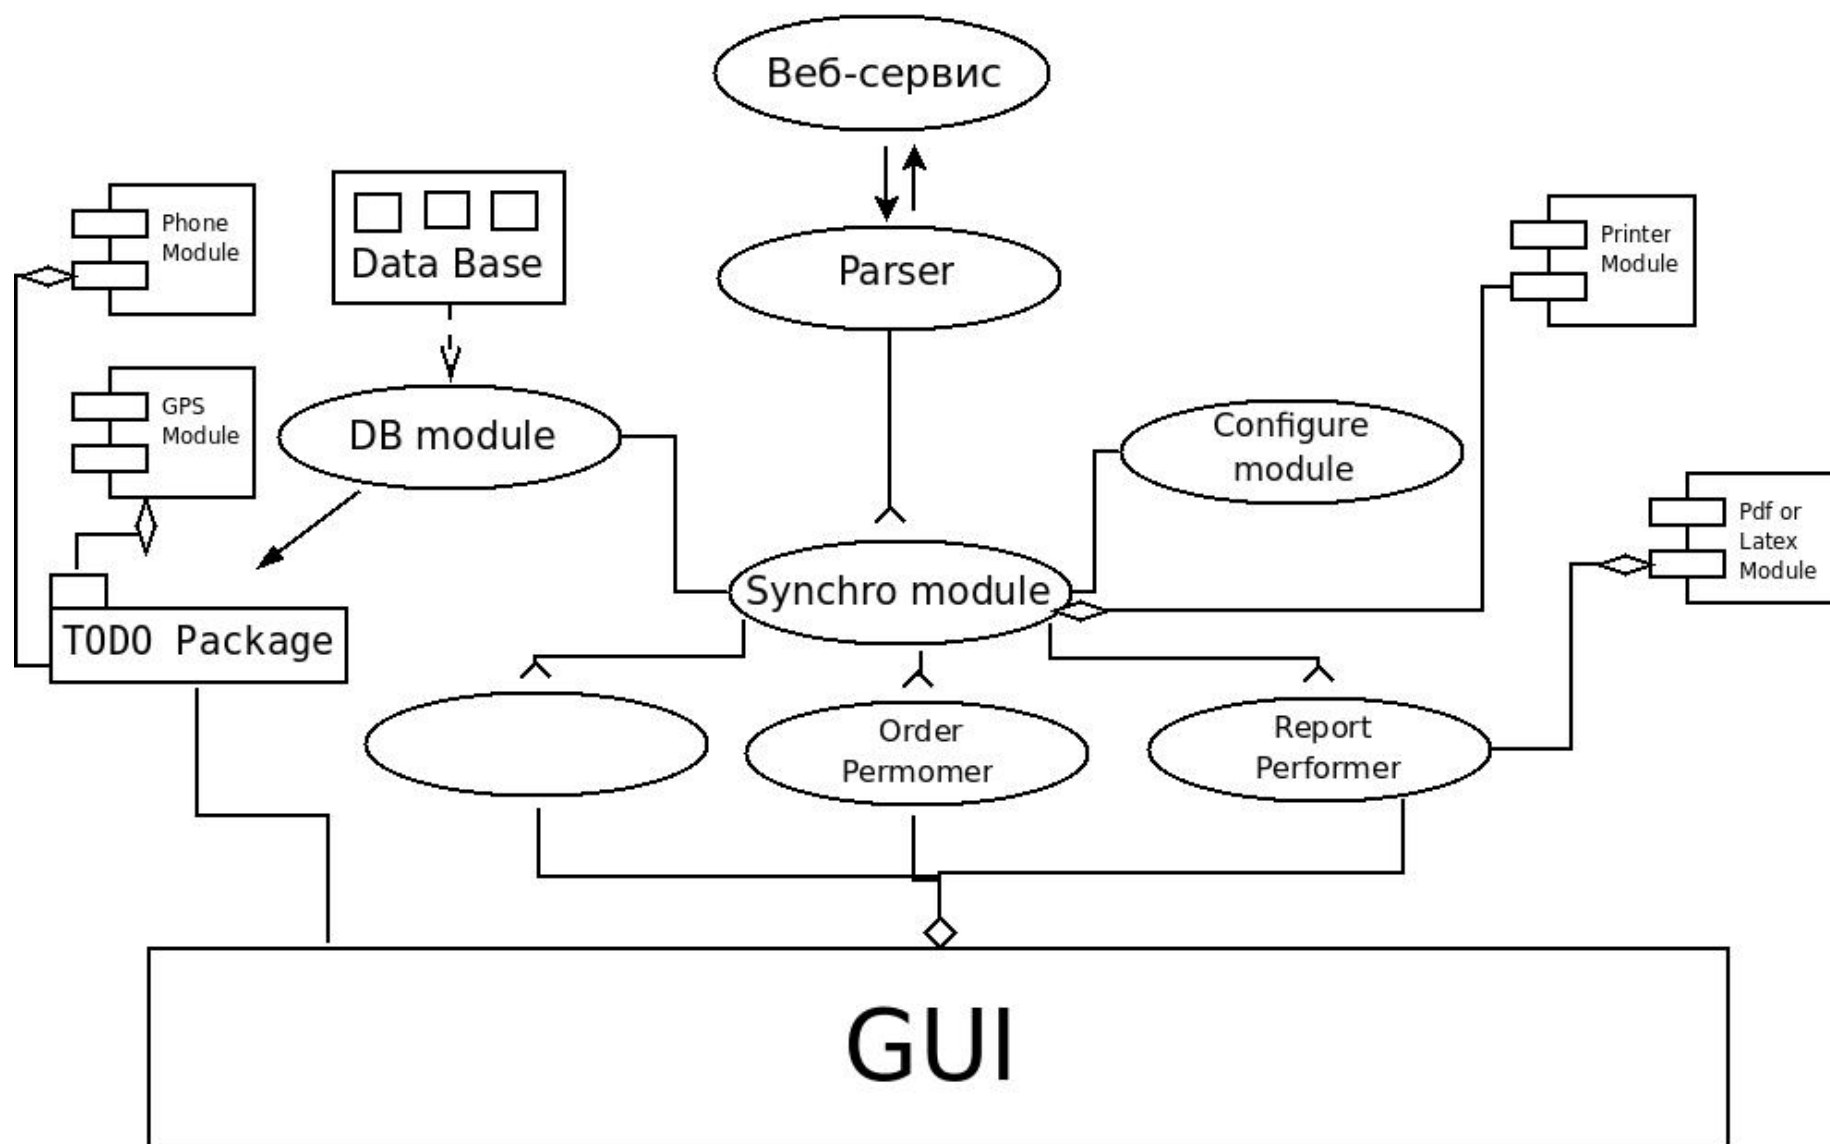 Веб-сервис
Phone
Module
Data Base
Parser
Printer
Module
GPS
Module
DB module
Configure
module
Pdf or
Latex
Module
Synchro module
TODO Package
Order
Permomer
Report
Performer
GUI